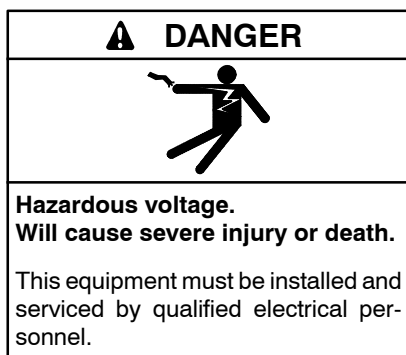 DANGER
Hazardous voltage.
Will cause severe injury or death.
This equipment must be installed and
serviced by qualified electrical per-
sonnel.